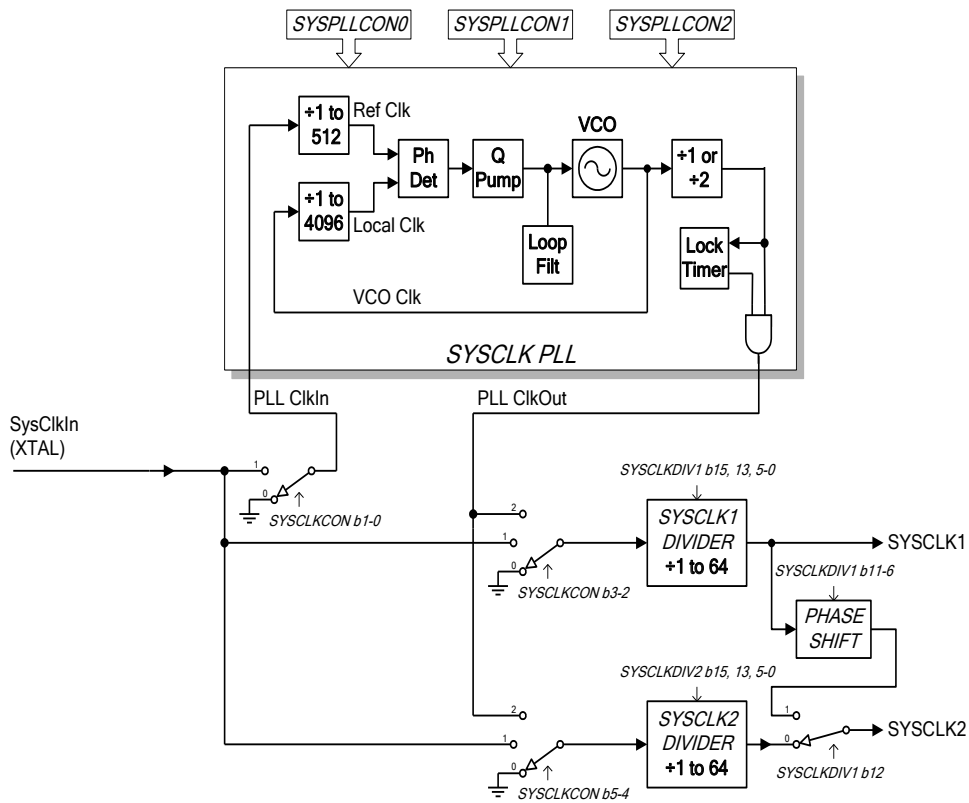 SYSPLLCON0
SYSPLLCON1
SYSPLLCON2
÷1 to
512
Ref Clk
÷1 to
4096
Local Clk
Ph
Det
Q
Pump
VCO
÷1 or
÷2
Loop
Filt
Lock
Timer
VCO Clk
SYSCLK PLL
PLL ClkIn
PLL ClkOut
SysClkIn
(XTAL)
1
0
SYSCLKCON b1-0
2
1
0
SYSCLKCON b3-2
SYSCLKDIV1 b15, 13, 5-0
SYSCLK1
DIVIDER
÷1 to 64
SYSCLK1
SYSCLKDIV1 b11-6
PHASE
SHIFT
2
1
0
SYSCLKCON b5-4
SYSCLKDIV2 b15, 13, 5-0
SYSCLK2
DIVIDER
÷1 to 64
1
0
SYSCLK2
SYSCLKDIV1 b12